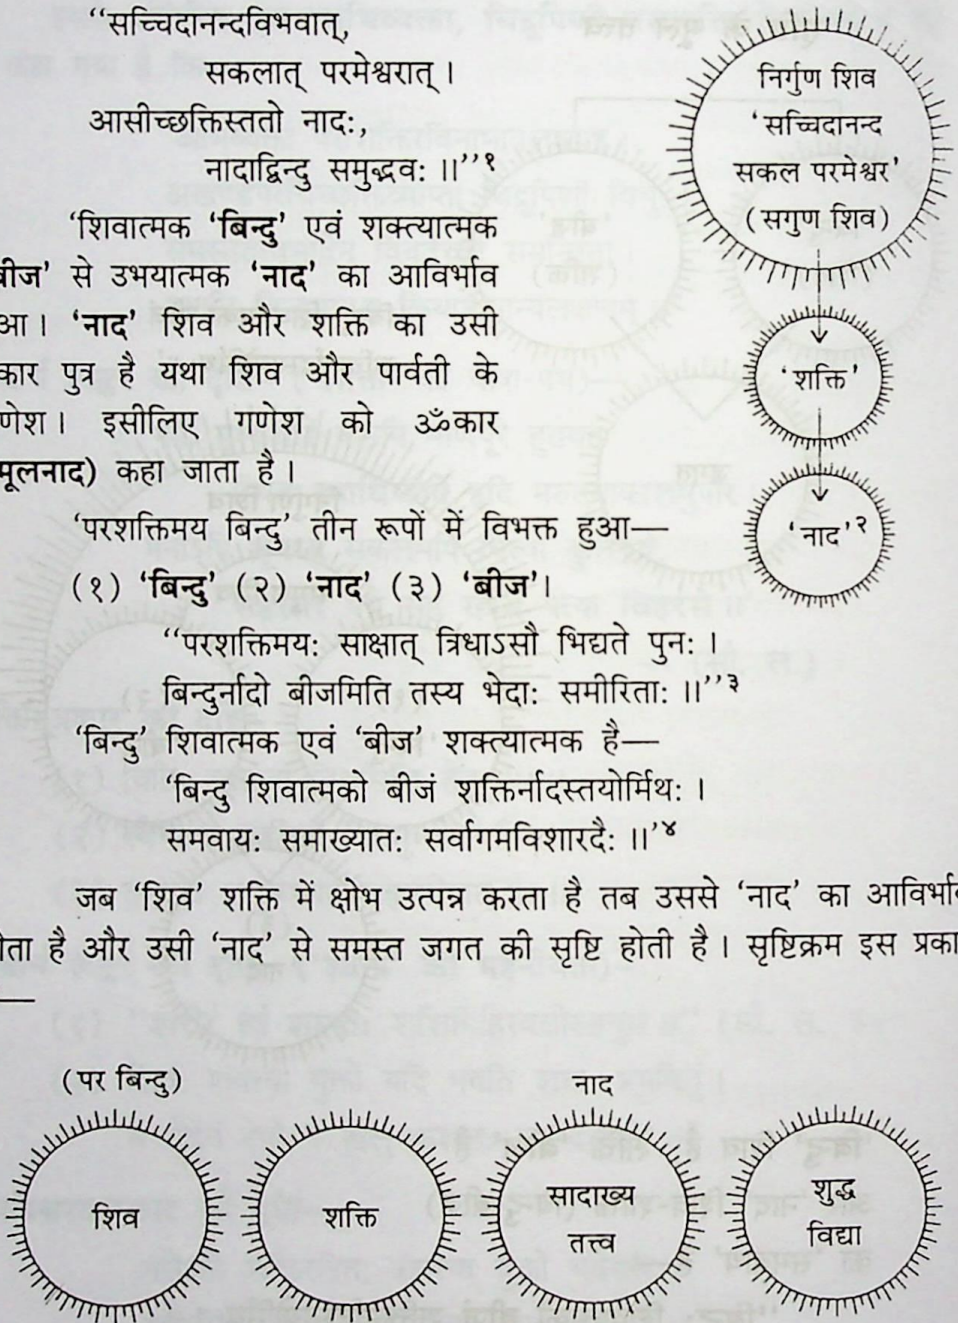 “सच्चिदानन्दविभवात्,
सकलात् परमेश्वरात् ।
आसीच्छक्तिस्ततो नादः,
नादाद्विन्दु समुद्भवः ।।”१
‘शिवात्मक ‘बिन्दु’ एवं शक्त्यात्मक
बीज’ से उभयात्मक ‘नाद’ का आविर्भाव
आ। ‘नाद’ शिव और शक्ति का उसी
कार पुत्र है यथा शिव और पार्वती के
णेश। इसीलिए गणेश को ॐकार
मूलनाद) कहा जाता है।
निर्गुण शिव
‘सच्चिदानन्द
सकल परमेश्वर’
(सगुण शिव)
‘शक्ति’
‘नाद’२
‘परशक्तिमय बिन्दु’ तीन रूपों में विभक्त हुआ—
(१) ‘बिन्दु’ (२) ‘नाद’ (३) ‘बीज’।
“परशक्तिमयः साक्षात् त्रिधाऽसौ भिद्यते पुनः ।
बिन्दुर्नादो बीजमिति तस्य भेदाः समीरिताः ।।”३
‘बिन्दु’ शिवात्मक एवं ‘बीज’ शक्त्यात्मक है—
‘बिन्दु शिवात्मको बीजं शक्तिर्नादस्तयोर्मिथः ।
समवायः समाख्यातः सर्वागमविशारदैः ।।’४
जब ‘शिव’ शक्ति में क्षोभ उत्पन्न करता है तब उससे ‘नाद’ का आविर्भाव
ोता है और उसी ‘नाद’ से समस्त जगत की सृष्टि होती है। सृष्टिक्रम इस प्रका
—
(पर बिन्दु)
नाद
शिव
शक्ति
सादाख्य
तत्त्व
शुद्ध
विद्या